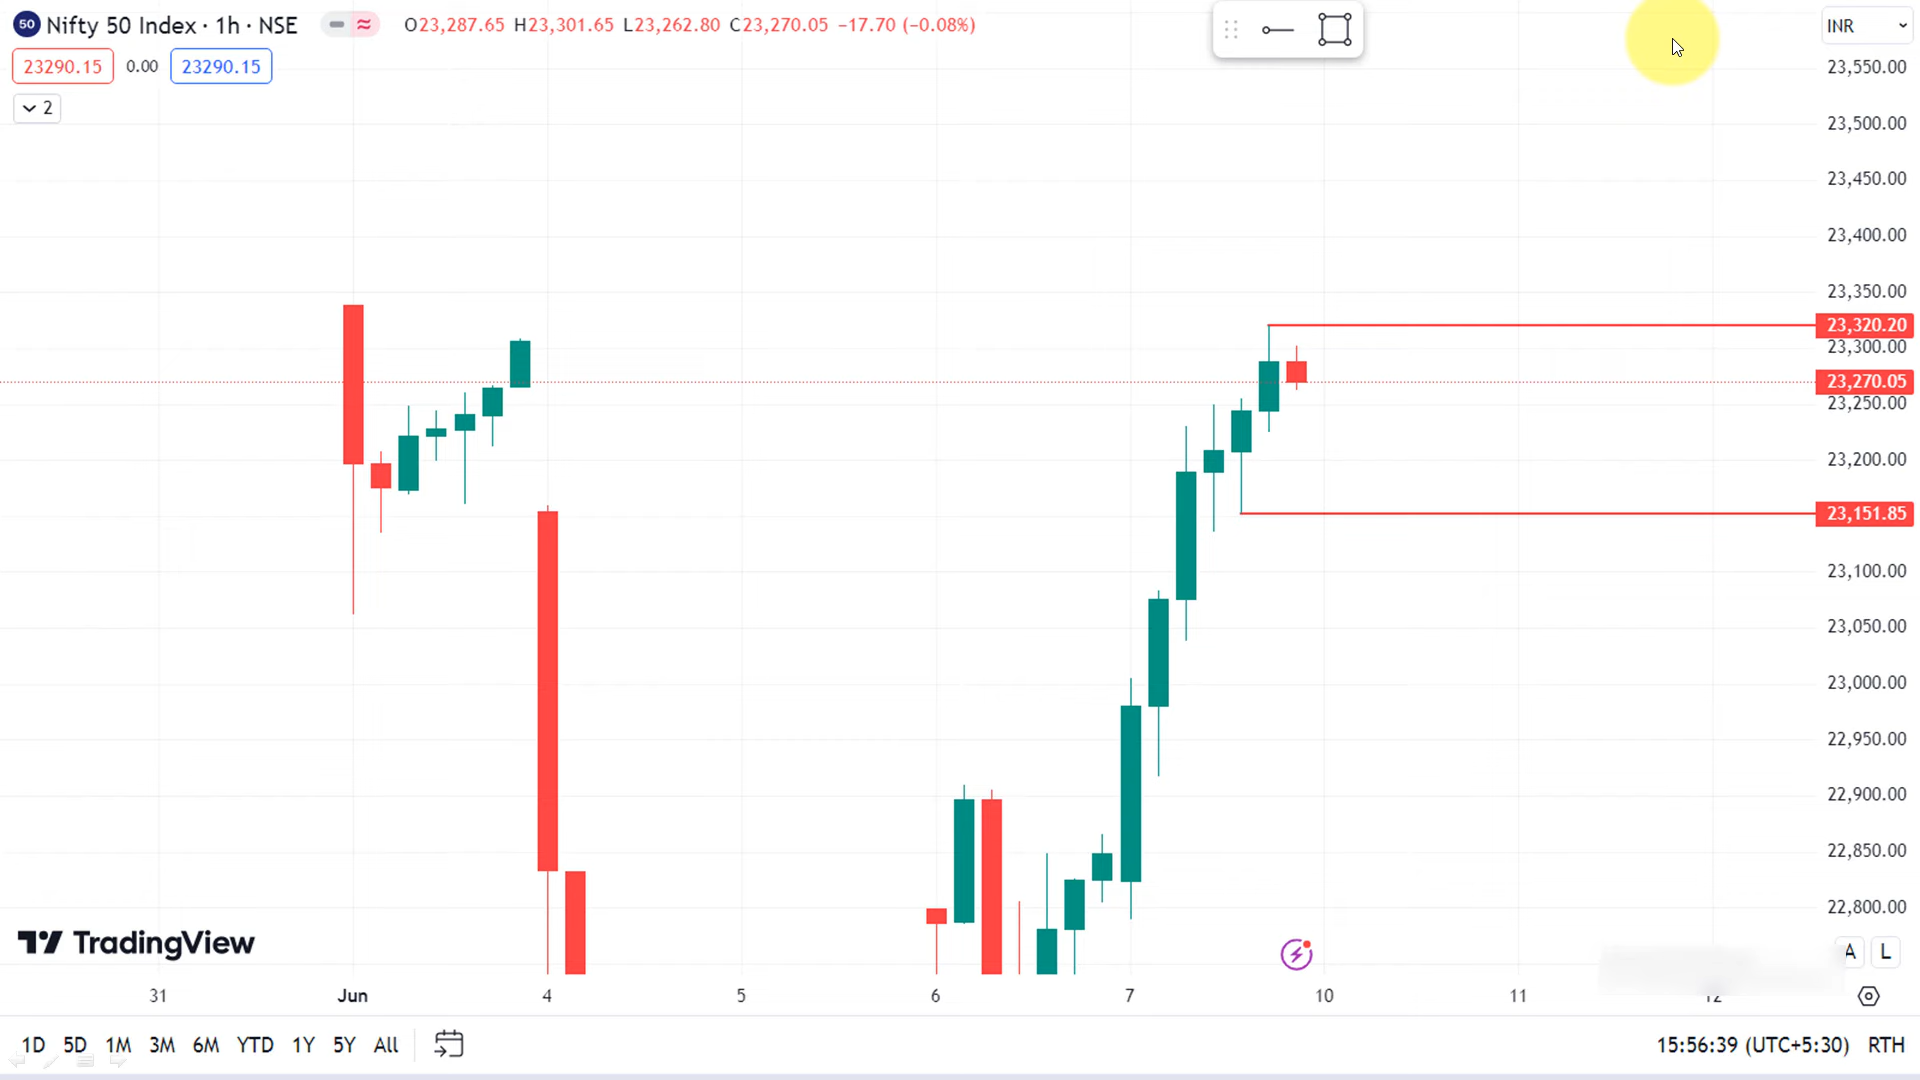 50 Nifty 50 Index · 1h · NSE O23,287.65 H23,301.65 L23,262.80 C23,270.05 −17.70 (−0.08%)
INR
23290.15 0.00 23290.15
2
23,550.00
23,500.00
23,450.00
23,400.00
23,350.00
23,320.20
23,300.00
23,270.05
23,250.00
23,200.00
23,151.85
23,100.00
23,050.00
23,000.00
22,950.00
22,900.00
22,850.00
22,800.00
TradingView
A L
31 Jun 4 5 6 7 10 11 12
1D 5D 1M 3M 6M YTD 1Y 5Y All 15:56:39 (UTC+5:30) RTH